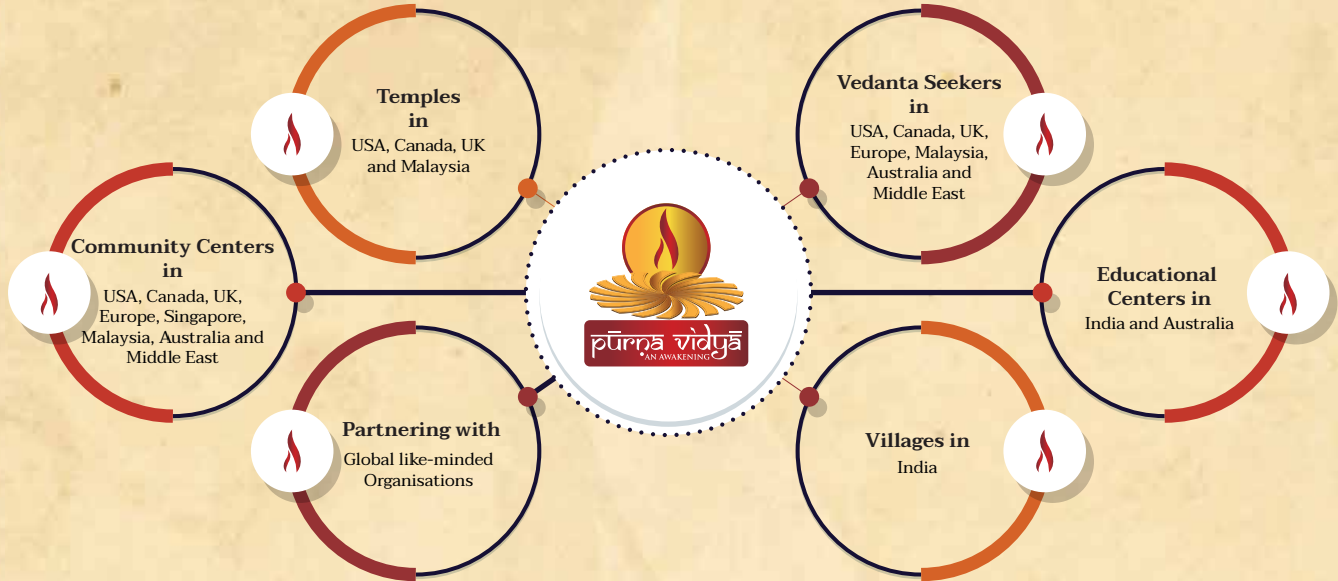 Temples
in
USA, Canada, UK
and Malaysia
Vedanta Seekers
in
USA, Canada, UK,
Europe, Malaysia,
Australia and
Middle East
Community Centers
in
USA, Canada, UK,
Europe, Singapore,
Malaysia, Australia and
Middle East
pūrṇa vidyā
AN AWAKENING
Educational
Centers in
India and Australia
Partnering with
Global like-minded
Organisations
Villages in
India